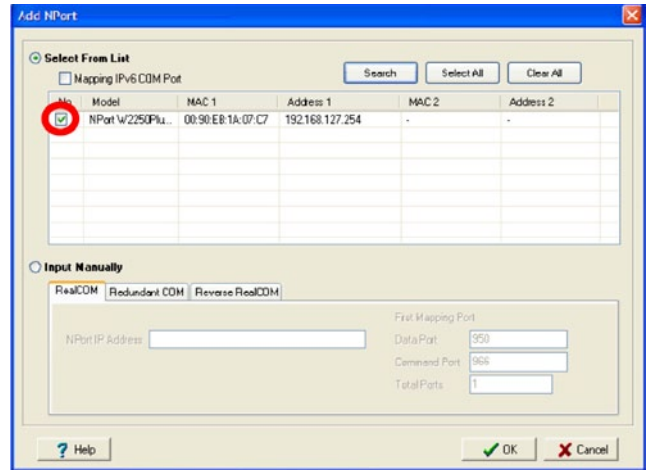 Add NPort
Select From List
Mapping IPv6 COM Port
Search Select All Clear All
No Model MAC 1 Address 1 MAC 2 Address 2
NPort W2250Plu... 00:90:E8:1A:07:C7 192.168.127.254 - -
Input Manually
RealCOM Redundant COM Reverse RealCOM
First Mapping Port
NPort IP Address Data Port 950
Command Port 966
Total Ports 1
? Help OK Cancel